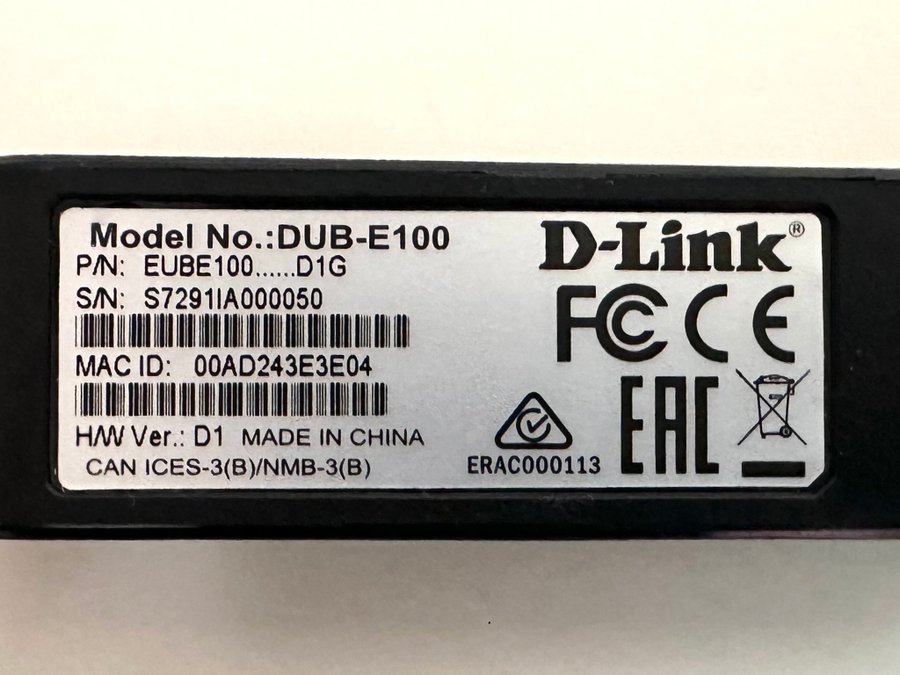 Model No.:DUB-E100
P/N: EUBE100......D1G
S/N: S7291IA000050
MAC ID: 00AD243E3E04
H/W Ver.: D1 MADE IN CHINA
CAN ICES-3(B)/NMB-3(B)
D-Link®
FC CE
EAC
ERAC000113